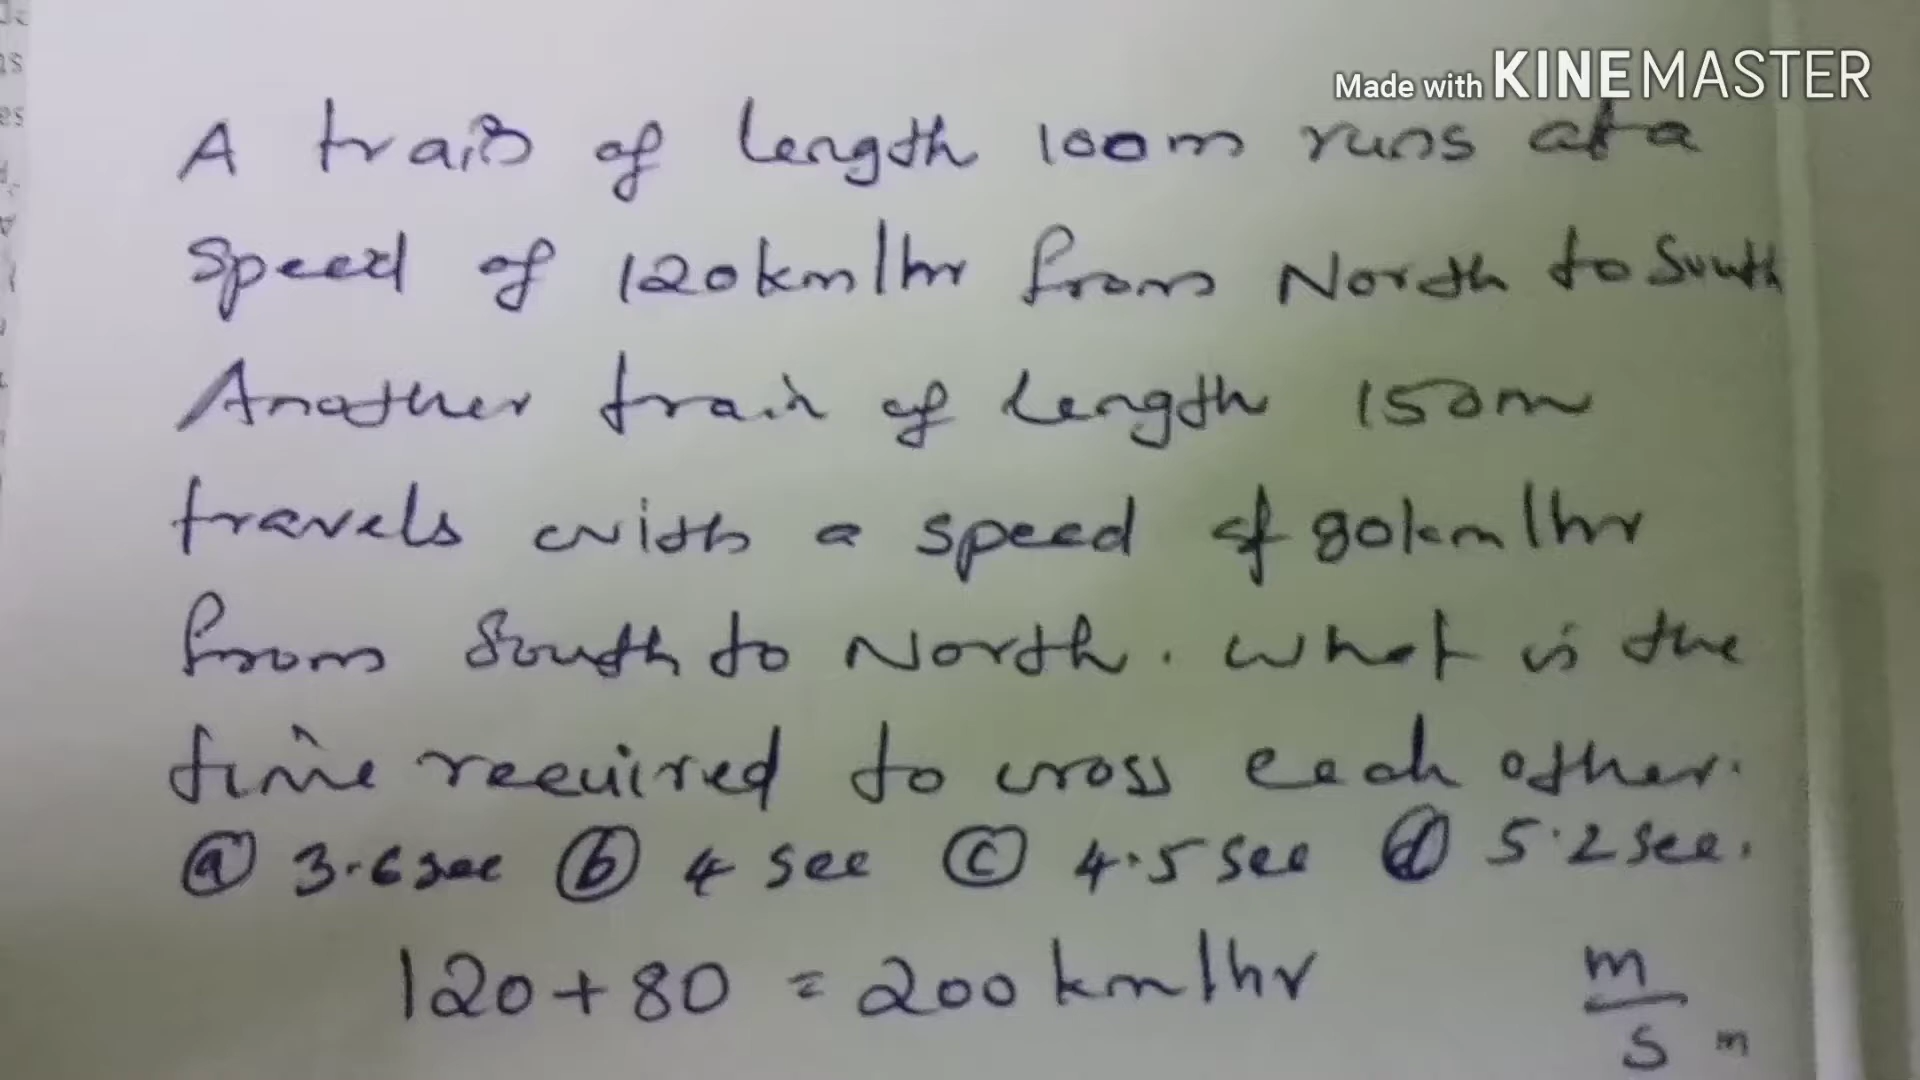 Made with KINEMASTER
A train of length 100m runs at a
speed of 120km/hr from North to South
Another train of length 150m
travels with a speed of 80km/hr
from South to North. What is the
time required to cross each other.
(a) 3.6 sec (b) 4 sec (c) 4.5 sec (d) 5.2 sec.
120 + 80 = 200 km/hr
m
s m